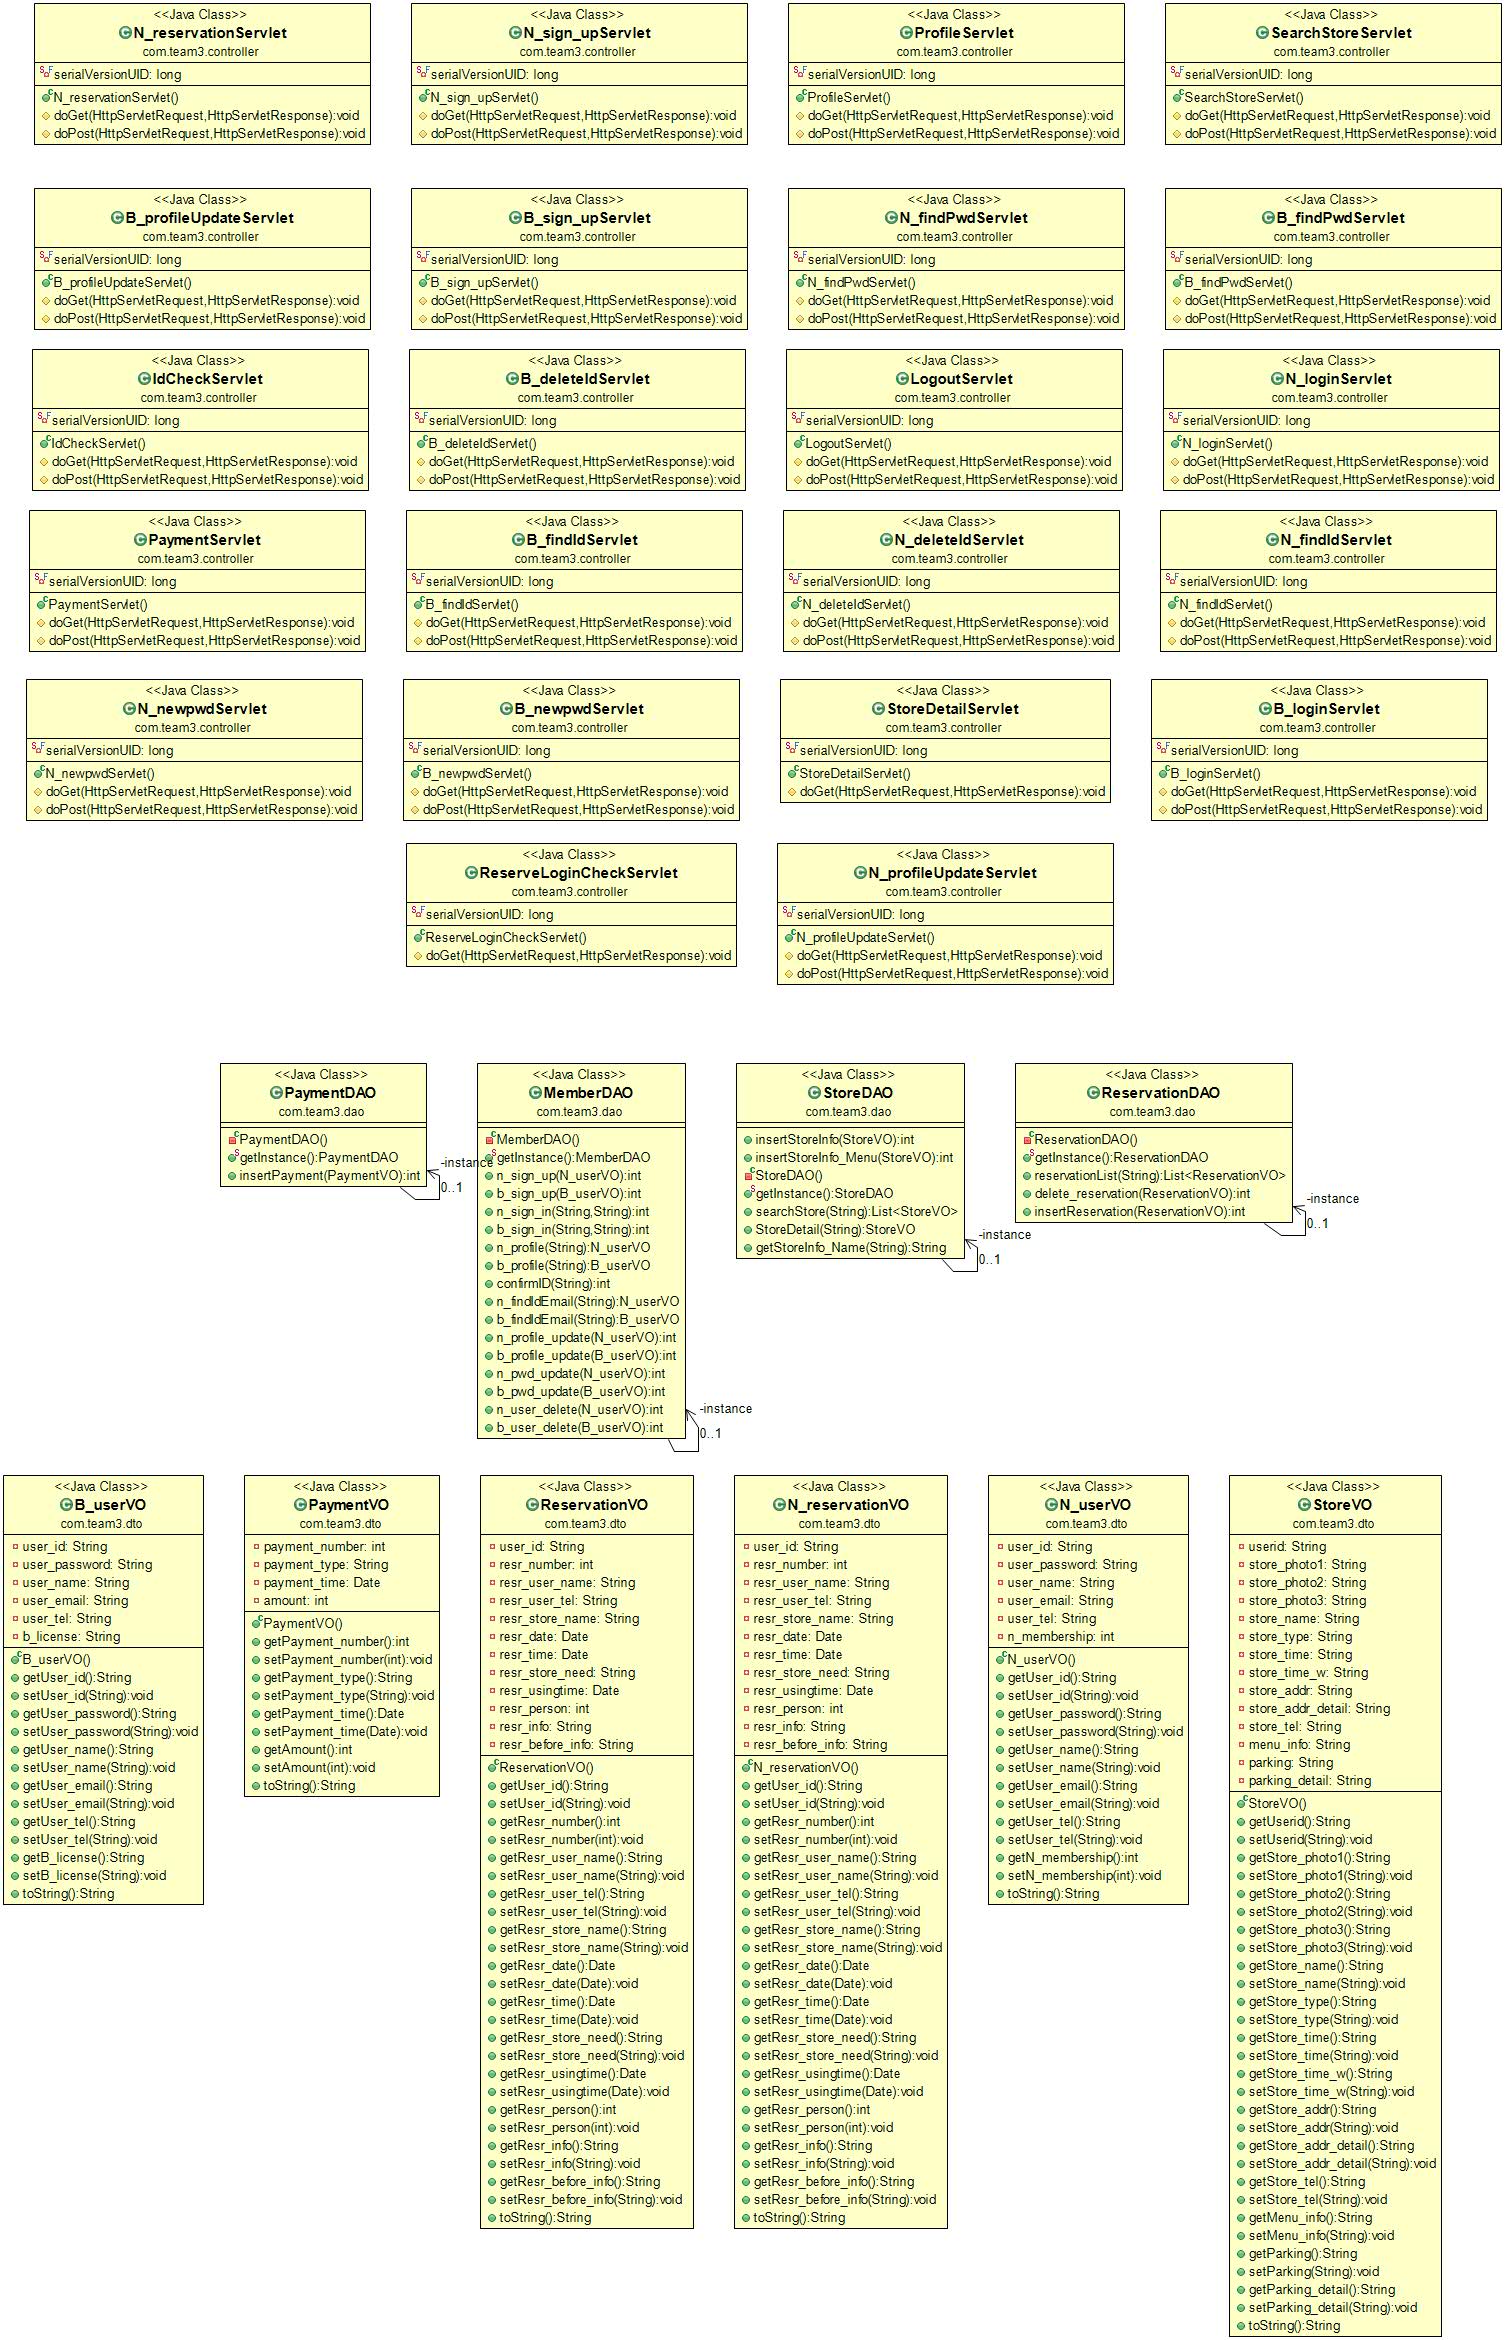 <<Java Class>>
N_reservationServlet
com.team3.controller
serialVersionUID: long
N_reservationServlet()
doGet(HttpServletRequest,HttpServletResponse):void
doPost(HttpServletRequest,HttpServletResponse):void
<<Java Class>>
N_sign_upServlet
com.team3.controller
serialVersionUID: long
N_sign_upServlet()
doGet(HttpServletRequest,HttpServletResponse):void
doPost(HttpServletRequest,HttpServletResponse):void
<<Java Class>>
ProfileServlet
com.team3.controller
serialVersionUID: long
ProfileServlet()
doGet(HttpServletRequest,HttpServletResponse):void
doPost(HttpServletRequest,HttpServletResponse):void
<<Java Class>>
SearchStoreServlet
com.team3.controller
serialVersionUID: long
SearchStoreServlet()
doGet(HttpServletRequest,HttpServletResponse):void
doPost(HttpServletRequest,HttpServletResponse):void
<<Java Class>>
B_profileUpdateServlet
com.team3.controller
serialVersionUID: long
B_profileUpdateServlet()
doGet(HttpServletRequest,HttpServletResponse):void
doPost(HttpServletRequest,HttpServletResponse):void
<<Java Class>>
B_sign_upServlet
com.team3.controller
serialVersionUID: long
B_sign_upServlet()
doGet(HttpServletRequest,HttpServletResponse):void
doPost(HttpServletRequest,HttpServletResponse):void
<<Java Class>>
N_findPwdServlet
com.team3.controller
serialVersionUID: long
N_findPwdServlet()
doGet(HttpServletRequest,HttpServletResponse):void
doPost(HttpServletRequest,HttpServletResponse):void
<<Java Class>>
B_findPwdServlet
com.team3.controller
serialVersionUID: long
B_findPwdServlet()
doGet(HttpServletRequest,HttpServletResponse):void
doPost(HttpServletRequest,HttpServletResponse):void
<<Java Class>>
IdCheckServlet
com.team3.controller
serialVersionUID: long
IdCheckServlet()
doGet(HttpServletRequest,HttpServletResponse):void
doPost(HttpServletRequest,HttpServletResponse):void
<<Java Class>>
B_deleteIdServlet
com.team3.controller
serialVersionUID: long
B_deleteIdServlet()
doGet(HttpServletRequest,HttpServletResponse):void
doPost(HttpServletRequest,HttpServletResponse):void
<<Java Class>>
LogoutServlet
com.team3.controller
serialVersionUID: long
LogoutServlet()
doGet(HttpServletRequest,HttpServletResponse):void
doPost(HttpServletRequest,HttpServletResponse):void
<<Java Class>>
N_loginServlet
com.team3.controller
serialVersionUID: long
N_loginServlet()
doGet(HttpServletRequest,HttpServletResponse):void
doPost(HttpServletRequest,HttpServletResponse):void
<<Java Class>>
PaymentServlet
com.team3.controller
serialVersionUID: long
PaymentServlet()
doGet(HttpServletRequest,HttpServletResponse):void
doPost(HttpServletRequest,HttpServletResponse):void
<<Java Class>>
B_findIdServlet
com.team3.controller
serialVersionUID: long
B_findIdServlet()
doGet(HttpServletRequest,HttpServletResponse):void
doPost(HttpServletRequest,HttpServletResponse):void
<<Java Class>>
N_deleteIdServlet
com.team3.controller
serialVersionUID: long
N_deleteIdServlet()
doGet(HttpServletRequest,HttpServletResponse):void
doPost(HttpServletRequest,HttpServletResponse):void
<<Java Class>>
N_findIdServlet
com.team3.controller
serialVersionUID: long
N_findIdServlet()
doGet(HttpServletRequest,HttpServletResponse):void
doPost(HttpServletRequest,HttpServletResponse):void
<<Java Class>>
N_newpwdServlet
com.team3.controller
serialVersionUID: long
N_newpwdServlet()
doGet(HttpServletRequest,HttpServletResponse):void
doPost(HttpServletRequest,HttpServletResponse):void
<<Java Class>>
B_newpwdServlet
com.team3.controller
serialVersionUID: long
B_newpwdServlet()
doGet(HttpServletRequest,HttpServletResponse):void
doPost(HttpServletRequest,HttpServletResponse):void
<<Java Class>>
StoreDetailServlet
com.team3.controller
serialVersionUID: long
StoreDetailServlet()
doGet(HttpServletRequest,HttpServletResponse):void
<<Java Class>>
B_loginServlet
com.team3.controller
serialVersionUID: long
B_loginServlet()
doGet(HttpServletRequest,HttpServletResponse):void
doPost(HttpServletRequest,HttpServletResponse):void
<<Java Class>>
ReserveLoginCheckServlet
com.team3.controller
serialVersionUID: long
ReserveLoginCheckServlet()
doGet(HttpServletRequest,HttpServletResponse):void
<<Java Class>>
N_profileUpdateServlet
com.team3.controller
serialVersionUID: long
N_profileUpdateServlet()
doGet(HttpServletRequest,HttpServletResponse):void
doPost(HttpServletRequest,HttpServletResponse):void
<<Java Class>>
PaymentDAO
com.team3.dao
PaymentDAO()
getInstance():PaymentDAO
insertPayment(PaymentVO):int
-instance
0..1
<<Java Class>>
MemberDAO
com.team3.dao
MemberDAO()
getInstance():MemberDAO
n_sign_up(N_userVO):int
b_sign_up(B_userVO):int
n_sign_in(String,String):int
b_sign_in(String,String):int
n_profile(String):N_userVO
b_profile(String):B_userVO
confirmID(String):int
n_findIdEmail(String):N_userVO
b_findIdEmail(String):B_userVO
n_profile_update(N_userVO):int
b_profile_update(B_userVO):int
n_pwd_update(N_userVO):int
b_pwd_update(B_userVO):int
n_user_delete(N_userVO):int
b_user_delete(B_userVO):int
-instance
0..1
<<Java Class>>
StoreDAO
com.team3.dao
insertStoreInfo(StoreVO):int
insertStoreInfo_Menu(StoreVO):int
StoreDAO()
getInstance():StoreDAO
searchStore(String):List<StoreVO>
StoreDetail(String):StoreVO
getStoreInfo_Name(String):String
-instance
0..1
<<Java Class>>
ReservationDAO
com.team3.dao
ReservationDAO()
getInstance():ReservationDAO
reservationList(String):List<ReservationVO>
delete_reservation(ReservationVO):int
insertReservation(ReservationVO):int
-instance
0..1
<<Java Class>>
B_userVO
com.team3.dto
user_id: String
user_password: String
user_name: String
user_email: String
user_tel: String
b_license: String
B_userVO()
getUser_id():String
setUser_id(String):void
getUser_password():String
setUser_password(String):void
getUser_name():String
setUser_name(String):void
getUser_email():String
setUser_email(String):void
getUser_tel():String
setUser_tel(String):void
getB_license():String
setB_license(String):void
toString():String
<<Java Class>>
PaymentVO
com.team3.dto
payment_number: int
payment_type: String
payment_time: Date
amount: int
PaymentVO()
getPayment_number():int
setPayment_number(int):void
getPayment_type():String
setPayment_type(String):void
getPayment_time():Date
setPayment_time(Date):void
getAmount():int
setAmount(int):void
toString():String
<<Java Class>>
ReservationVO
com.team3.dto
user_id: String
resr_number: int
resr_user_name: String
resr_user_tel: String
resr_store_name: String
resr_date: Date
resr_time: Date
resr_store_need: String
resr_usingtime: Date
resr_person: int
resr_info: String
resr_before_info: String
ReservationVO()
getUser_id():String
setUser_id(String):void
getResr_number():int
setResr_number(int):void
getResr_user_name():String
setResr_user_name(String):void
getResr_user_tel():String
setResr_user_tel(String):void
getResr_store_name():String
setResr_store_name(String):void
getResr_date():Date
setResr_date(Date):void
getResr_time():Date
setResr_time(Date):void
getResr_store_need():String
setResr_store_need(String):void
getResr_usingtime():Date
setResr_usingtime(Date):void
getResr_person():int
setResr_person(int):void
getResr_info():String
setResr_info(String):void
getResr_before_info():String
setResr_before_info(String):void
toString():String
<<Java Class>>
N_reservationVO
com.team3.dto
user_id: String
resr_number: int
resr_user_name: String
resr_user_tel: String
resr_store_name: String
resr_date: Date
resr_time: Date
resr_store_need: String
resr_usingtime: Date
resr_person: int
resr_info: String
resr_before_info: String
N_reservationVO()
getUser_id():String
setUser_id(String):void
getResr_number():int
setResr_number(int):void
getResr_user_name():String
setResr_user_name(String):void
getResr_user_tel():String
setResr_user_tel(String):void
getResr_store_name():String
setResr_store_name(String):void
getResr_date():Date
setResr_date(Date):void
getResr_time():Date
setResr_time(Date):void
getResr_store_need():String
setResr_store_need(String):void
getResr_usingtime():Date
setResr_usingtime(Date):void
getResr_person():int
setResr_person(int):void
getResr_info():String
setResr_info(String):void
getResr_before_info():String
setResr_before_info(String):void
toString():String
<<Java Class>>
N_userVO
com.team3.dto
user_id: String
user_password: String
user_name: String
user_email: String
user_tel: String
n_membership: int
N_userVO()
getUser_id():String
setUser_id(String):void
getUser_password():String
setUser_password(String):void
getUser_name():String
setUser_name(String):void
getUser_email():String
setUser_email(String):void
getUser_tel():String
setUser_tel(String):void
getN_membership():int
setN_membership(int):void
toString():String
<<Java Class>>
StoreVO
com.team3.dto
userid: String
store_photo1: String
store_photo2: String
store_photo3: String
store_name: String
store_type: String
store_time: String
store_time_w: String
store_addr: String
store_addr_detail: String
store_tel: String
menu_info: String
parking: String
parking_detail: String
StoreVO()
getUserid():String
setUserid(String):void
getStore_photo1():String
setStore_photo1(String):void
getStore_photo2():String
setStore_photo2(String):void
getStore_photo3():String
setStore_photo3(String):void
getStore_name():String
setStore_name(String):void
getStore_type():String
setStore_type(String):void
getStore_time():String
setStore_time(String):void
getStore_time_w():String
setStore_time_w(String):void
getStore_addr():String
setStore_addr(String):void
getStore_addr_detail():String
setStore_addr_detail(String):void
getStore_tel():String
setStore_tel(String):void
getMenu_info():String
setMenu_info(String):void
getParking():String
setParking(String):void
getParking_detail():String
setParking_detail(String):void
toString():String